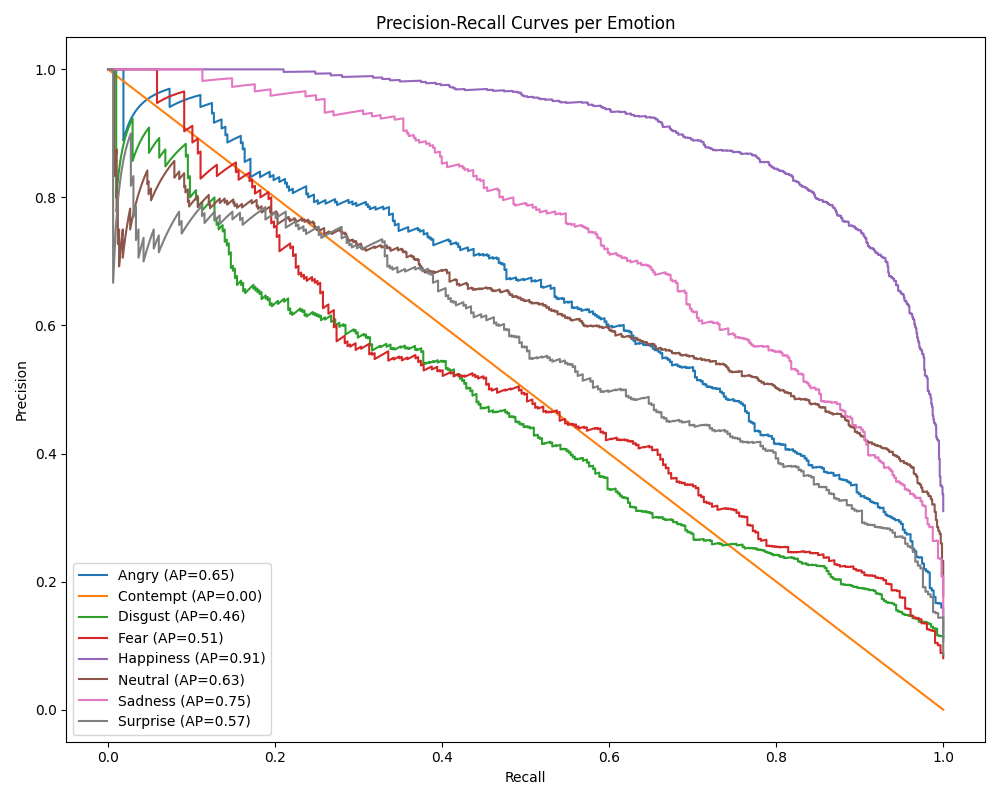 Precision-Recall Curves per Emotion
1.0
0.8
0.6
0.4
0.2
0.0
Precision
Angry (AP=0.65)
Contempt (AP=0.00)
Disgust (AP=0.46)
Fear (AP=0.51)
Happiness (AP=0.91)
Neutral (AP=0.63)
Sadness (AP=0.75)
Surprise (AP=0.57)
0.0 0.2 0.4 0.6 0.8 1.0
Recall